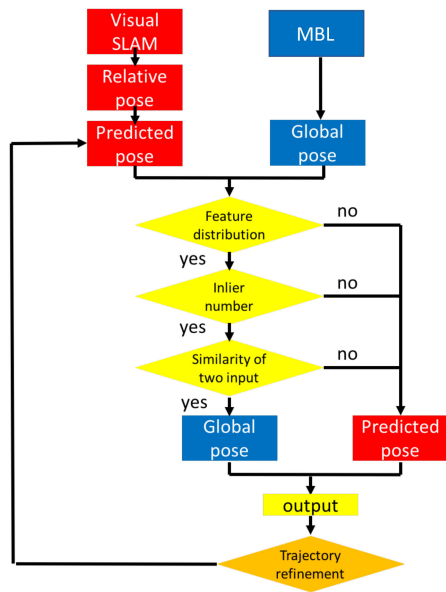 Visual
SLAM
MBL
Relative
pose
Predicted
pose
Global
pose
Feature
distribution
no
yes
Inlier
number
no
yes
Similarity of
two input
no
yes
Global
pose
Predicted
pose
output
Trajectory
refinement